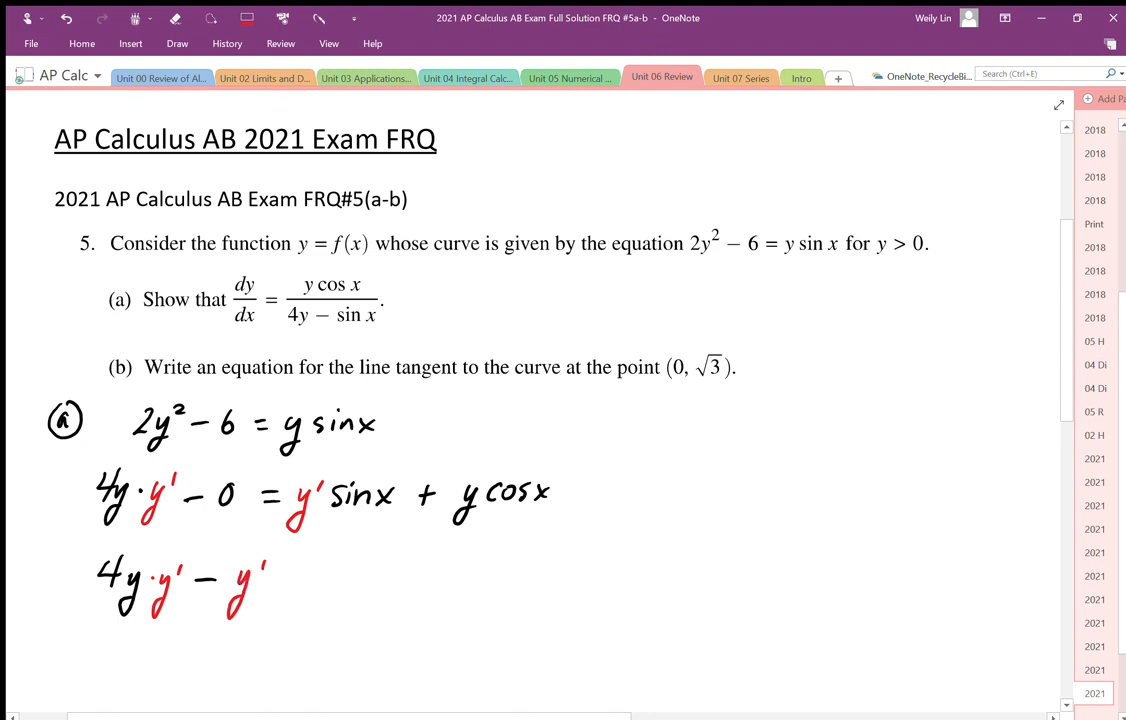 2021 AP Calculus AB Exam Full Solution FRQ #5a-b - OneNote
Weily Lin
File Home Insert Draw History Review View Help
AP Calc
Unit 00 Review of Al...
Unit 02 Limits and D...
Unit 03 Applications...
Unit 04 Integral Calc...
Unit 05 Numerical ...
Unit 06 Review
Unit 07 Series
Intro
+
OneNote_RecycleBi...
Search (Ctrl+E)
Add Pa
AP Calculus AB 2021 Exam FRQ
2021 AP Calculus AB Exam FRQ#5(a-b)
5. Consider the function y = f(x) whose curve is given by the equation 2y² − 6 = y sin x for y > 0.
(a) Show that dy/dx = y cos x / 4y − sin x.
(b) Write an equation for the line tangent to the curve at the point (0, √3).
ⓐ 2y² − 6 = y sinx
4y · y' − 0 = y' sinx + y cosx
4y · y' − y'
2018
2018
2018
2018
Print
2018
2018
2018
2018
05 H
04 Di
04 Di
05 R
02 H
2021
2021
2021
2021
2021
2021
2021
2021
2021
2021
2021